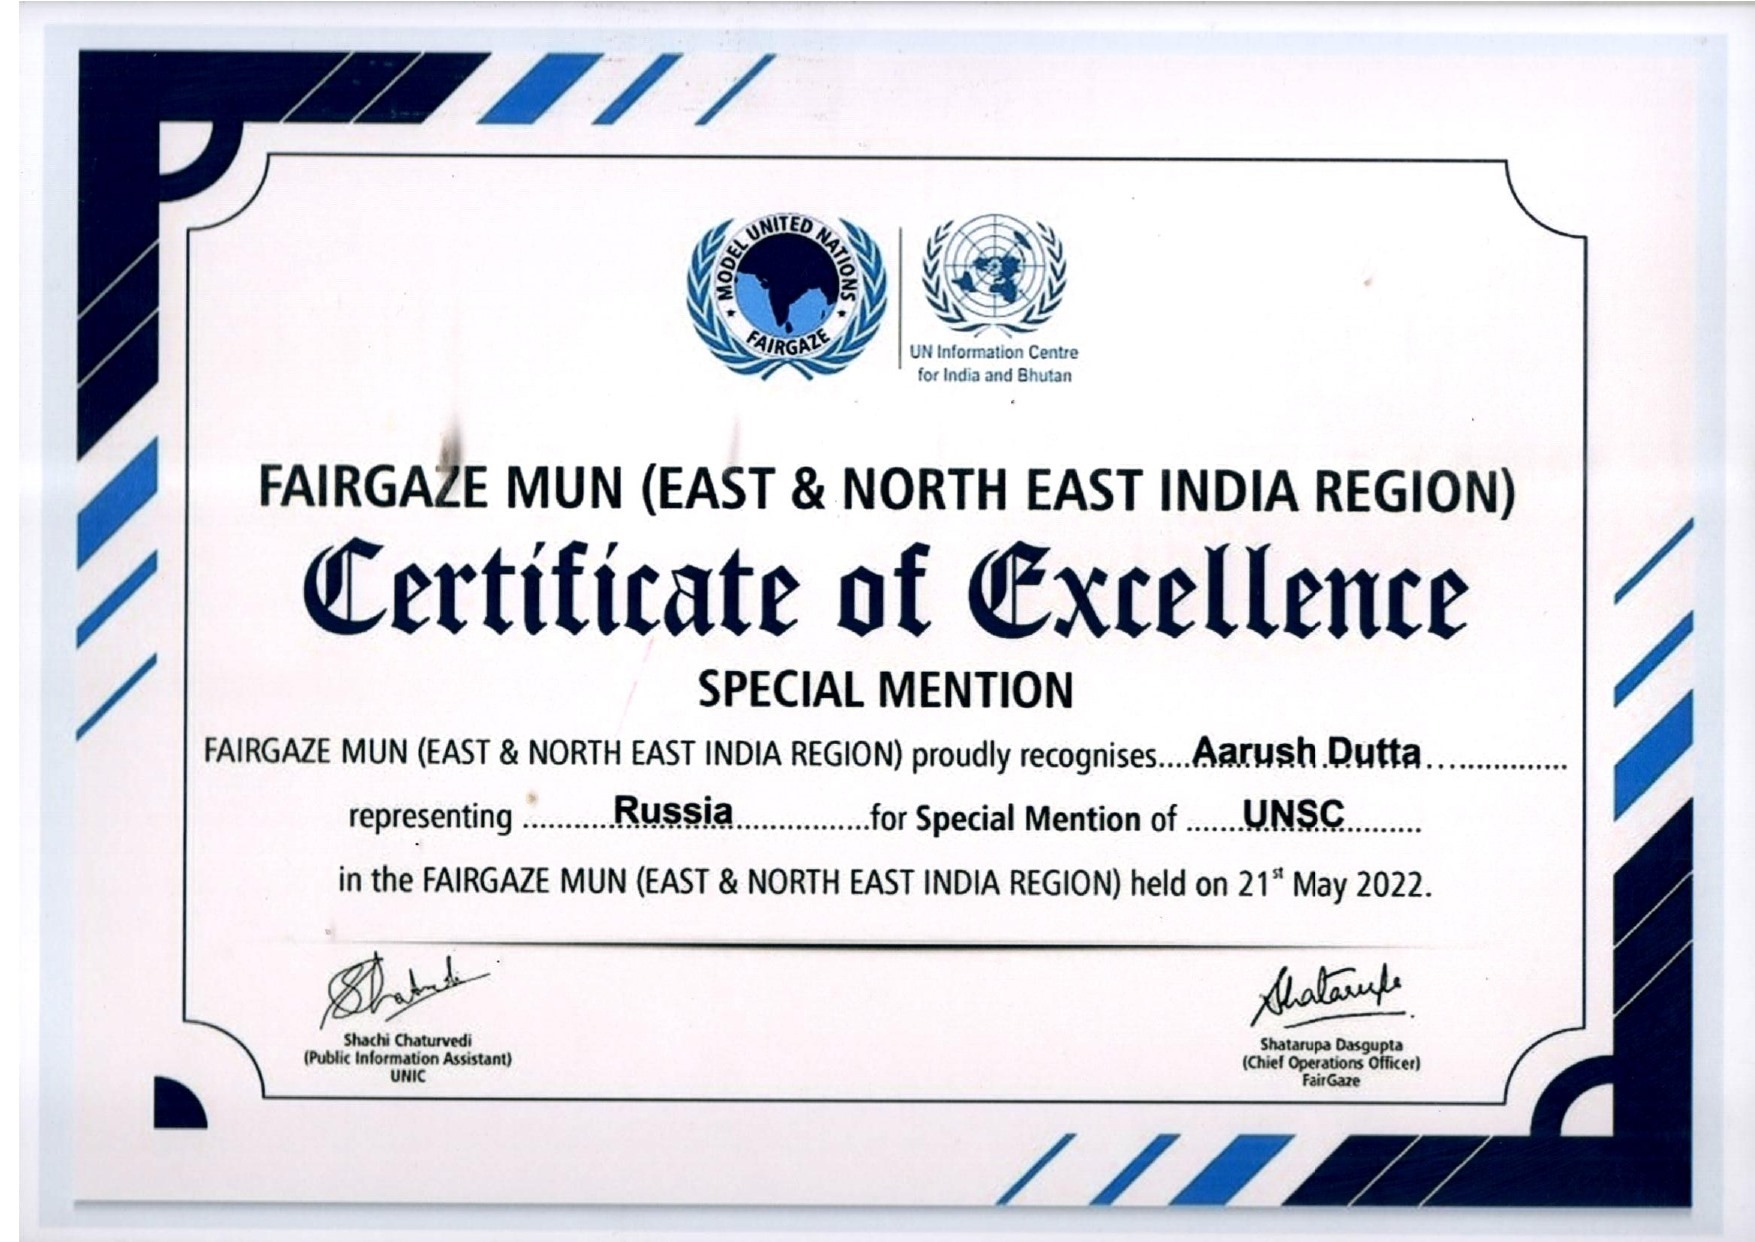 MODEL UNITED NATIONS
FAIRGAZE
UN Information Centre
for India and Bhutan
FAIRGAZE MUN (EAST & NORTH EAST INDIA REGION)
Certificate of Excellence
SPECIAL MENTION
FAIRGAZE MUN (EAST & NORTH EAST INDIA REGION) proudly recognises....Aarush Dutta..................
representing ..........Russia................for Special Mention of ......UNSC.........
in the FAIRGAZE MUN (EAST & NORTH EAST INDIA REGION) held on 21st May 2022.
Shatarupa
Shachi Chaturvedi
(Public Information Assistant)
UNIC
Shatarupa Dasgupta
(Chief Operations Officer)
FairGaze